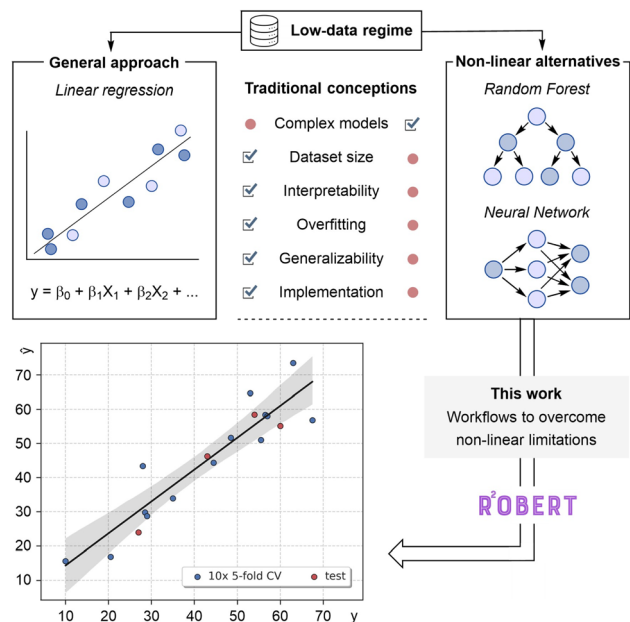 Low-data regime
General approach
Linear regression
y = β0 + β1X1 + β2X2 + ...
Traditional conceptions
Complex models
Dataset size
Interpretability
Overfitting
Generalizability
Implementation
Non-linear alternatives
Random Forest
Neural Network
This work
Workflows to overcome
non-linear limitations
R²OBERT
ŷ
70
60
50
40
30
20
10
10x 5-fold CV
test
10 20 30 40 50 60 70
y